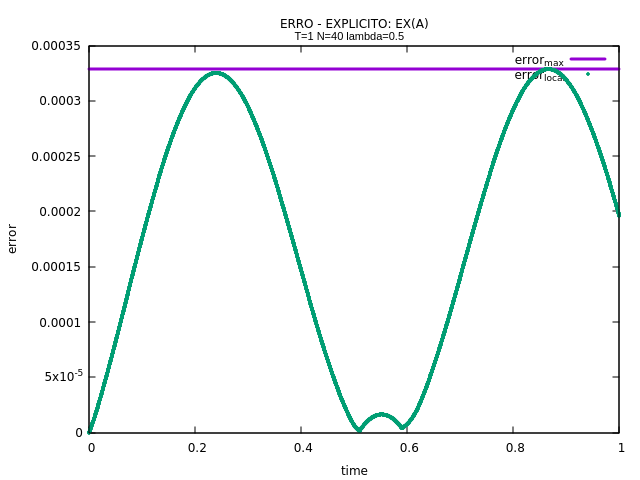 ERRO - EXPLICITO: EX(A)
T=1 N=40 lambda=0.5
0.00035
0.0003
0.00025
0.0002
0.00015
0.0001
5x10-5
0
error
error_max
error_local
0 0.2 0.4 0.6 0.8 1
time